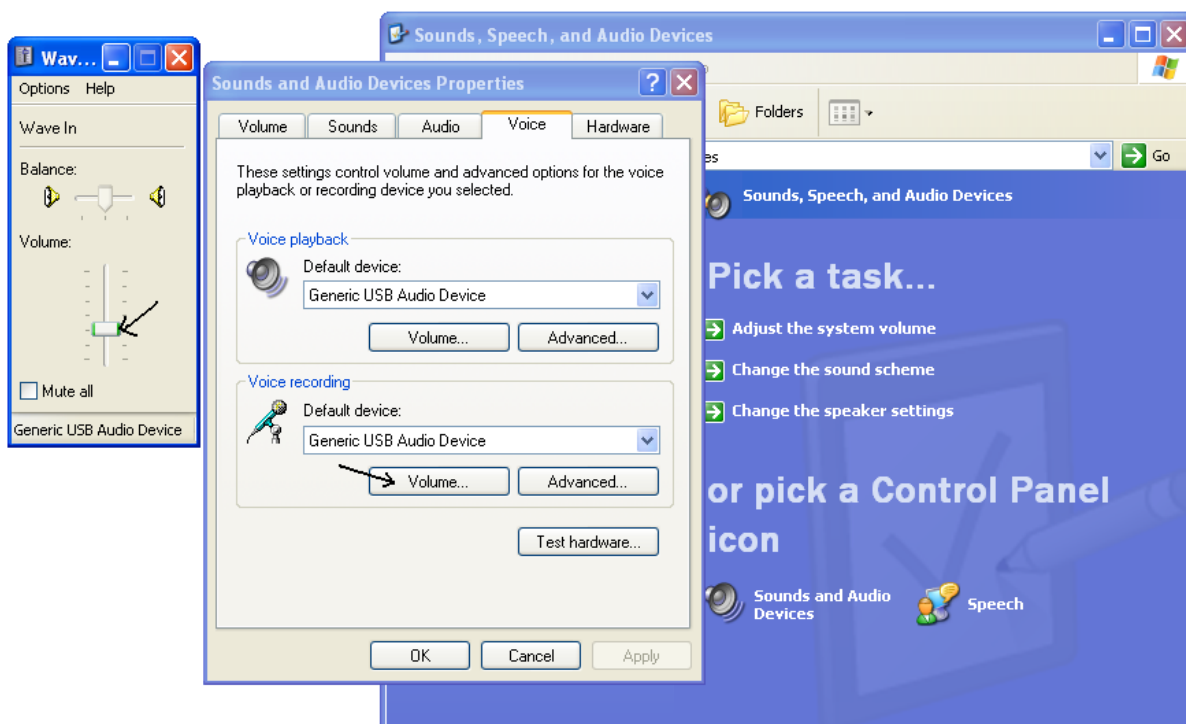 Wav...
Options Help
Wave In
Balance:
Volume:
Mute all
Generic USB Audio Device
Sounds and Audio Devices Properties
Volume Sounds Audio Voice Hardware
These settings control volume and advanced options for the voice
playback or recording device you selected.
Voice playback
Default device:
Generic USB Audio Device
Volume... Advanced...
Voice recording
Default device:
Generic USB Audio Device
Volume... Advanced...
Test hardware...
OK Cancel Apply
Sounds, Speech, and Audio Devices
Folders
es
Go
Sounds, Speech, and Audio Devices
Pick a task...
Adjust the system volume
Change the sound scheme
Change the speaker settings
or pick a Control Panel
icon
Sounds and Audio
Devices
Speech